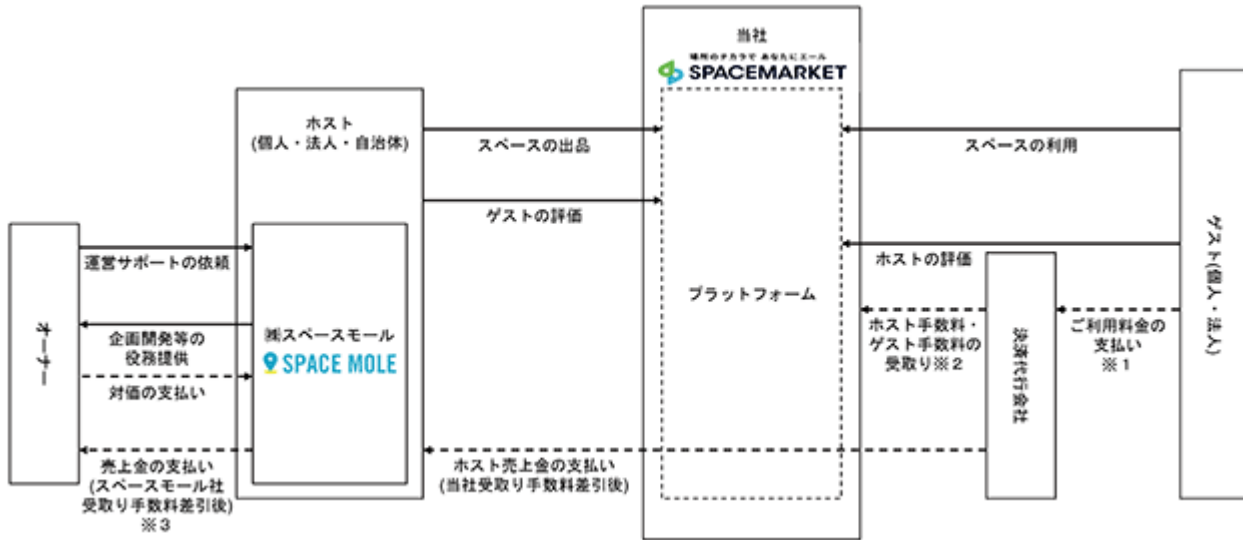 当社
場所のチカラで あなたにエール
SPACEMARKET
ホスト
(個人・法人・自治体)
スペースの出品
スペースの利用
ゲストの評価
運営サポートの依頼
ホストの評価
プラットフォーム
企画開発等の
役務提供
㈱スペースモール
SPACE MOLE
対価の支払い
ホスト手数料・
ゲスト手数料の
受取り※2
ご利用料金の
支払い
※1
オーナー
決済代行会社
ゲスト(個人・法人)
売上金の支払い
(スペースモール社
受取り手数料差引後)
※3
ホスト売上金の支払い
(当社受取り手数料差引後)